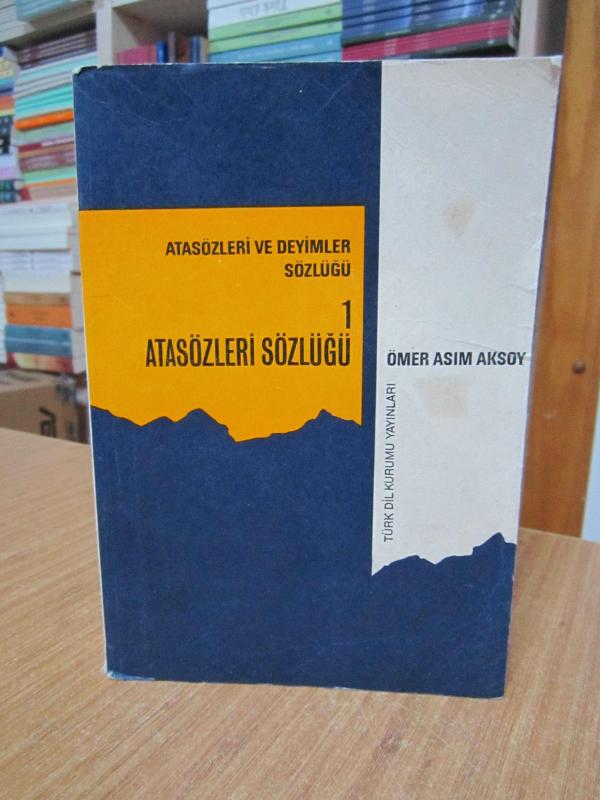 ATASÖZLERİ VE DEYİMLER
SÖZLÜĞÜ
1
ATASÖZLERİ SÖZLÜĞÜ
ÖMER ASIM AKSOY
TÜRK DİL KURUMU YAYINLARI